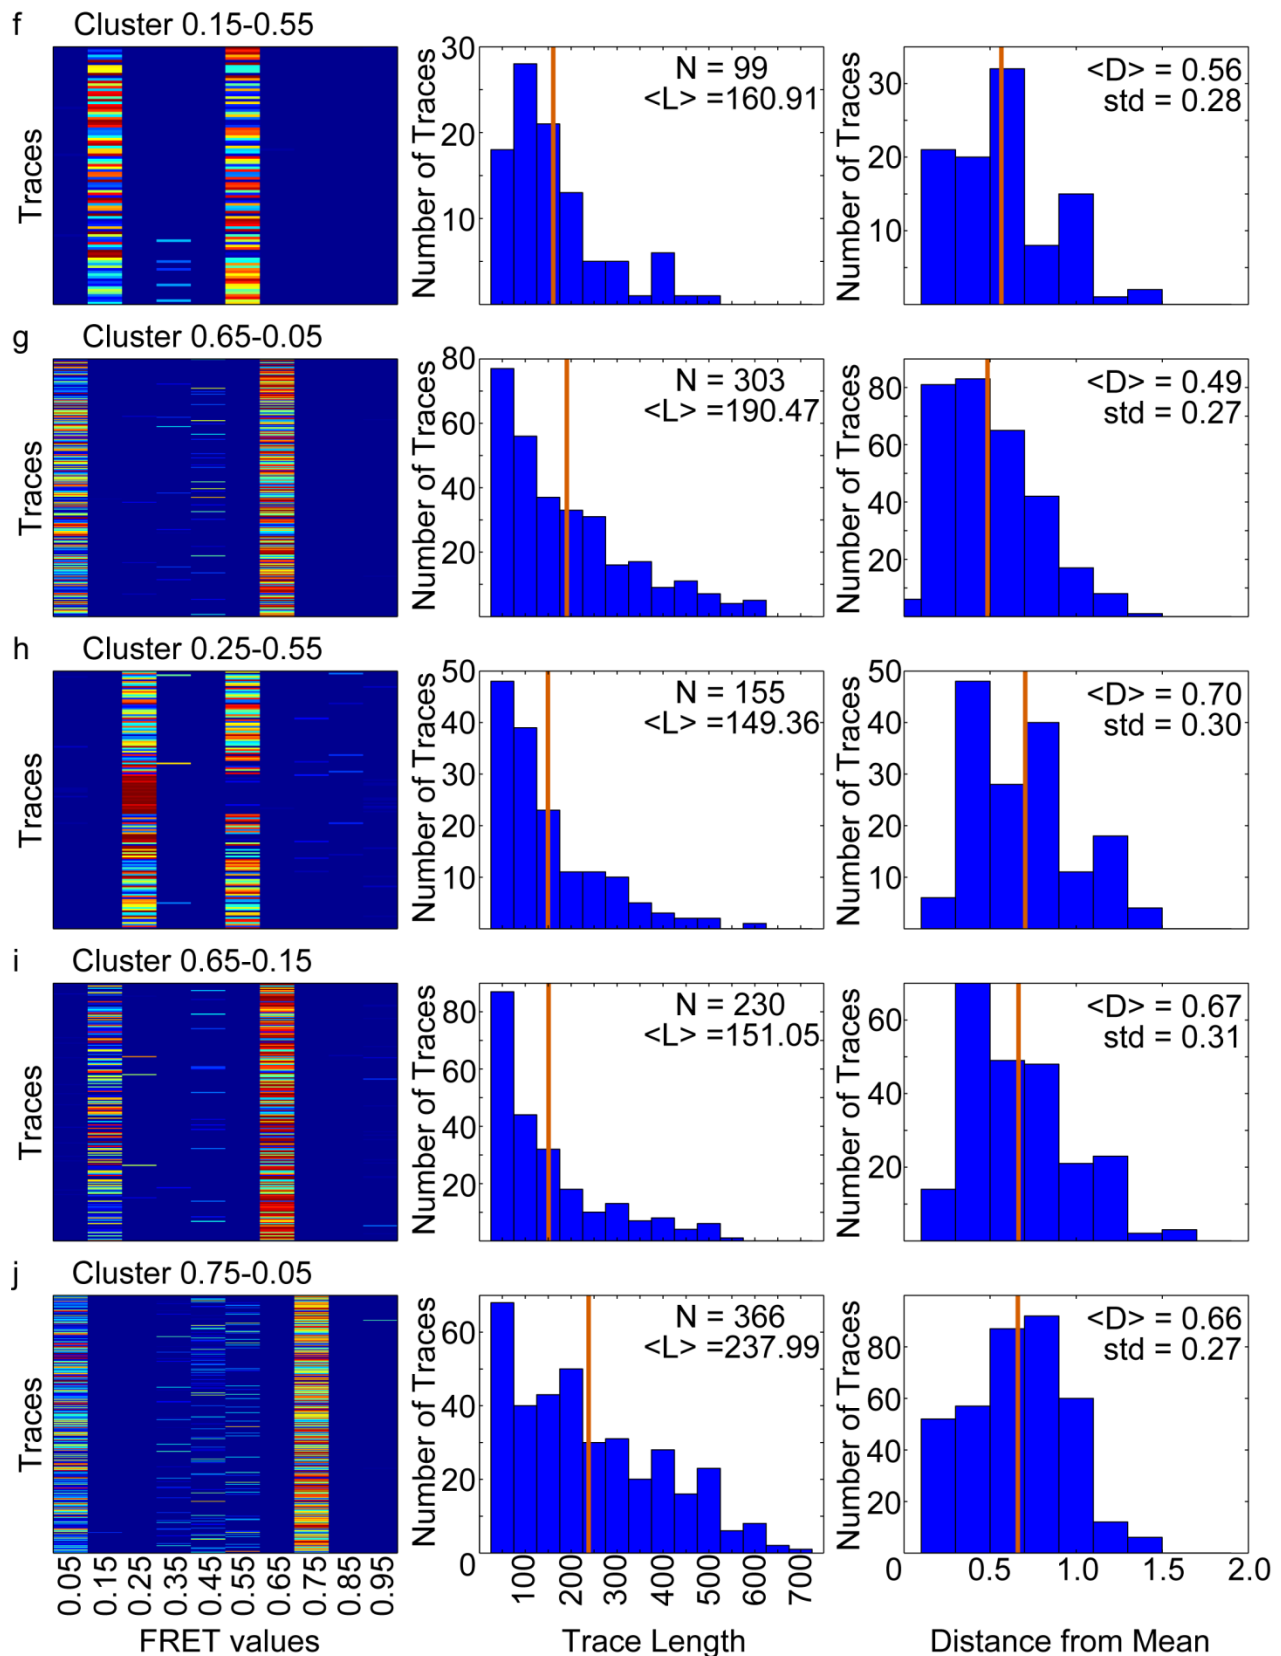 f Cluster 0.15-0.55
Traces
Number of Traces
30
20
10
N = 99
<L> =160.91
Number of Traces
30
20
10
<D> = 0.56
std = 0.28
g Cluster 0.65-0.05
Traces
Number of Traces
80
60
40
20
N = 303
<L> =190.47
Number of Traces
80
60
40
20
<D> = 0.49
std = 0.27
h Cluster 0.25-0.55
Traces
Number of Traces
50
40
30
20
10
N = 155
<L> =149.36
Number of Traces
50
40
30
20
10
<D> = 0.70
std = 0.30
i Cluster 0.65-0.15
Traces
Number of Traces
80
60
40
20
N = 230
<L> =151.05
Number of Traces
60
40
20
<D> = 0.67
std = 0.31
j Cluster 0.75-0.05
Traces
0.05 0.15 0.25 0.35 0.45 0.55 0.65 0.75 0.85 0.95
FRET values
Number of Traces
60
40
20
0
N = 366
<L> =237.99
100 200 300 400 500 600 700
Trace Length
Number of Traces
80
60
40
20
<D> = 0.66
std = 0.27
0 0.5 1.0 1.5 2.0
Distance from Mean